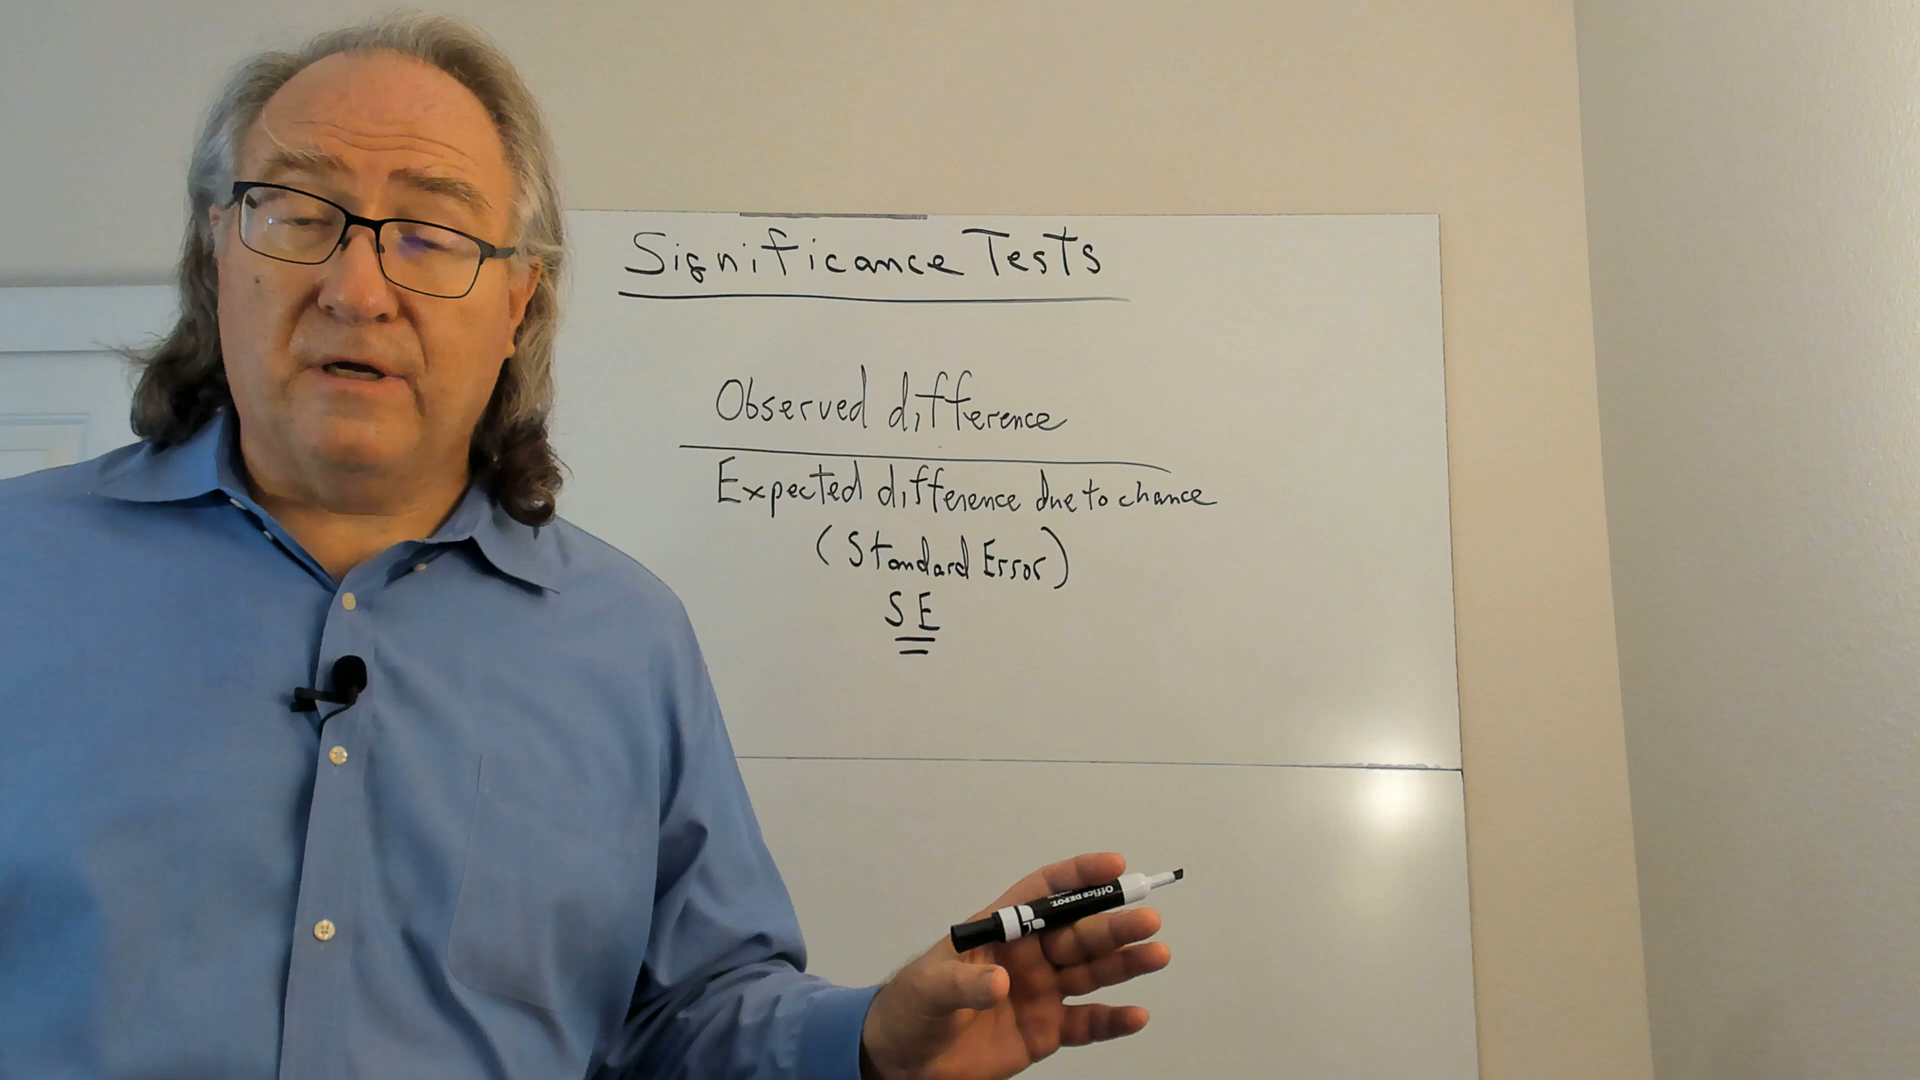 Significance Tests
Observed difference
Expected difference due to chance
(Standard Error)
SE
Office DEPOT